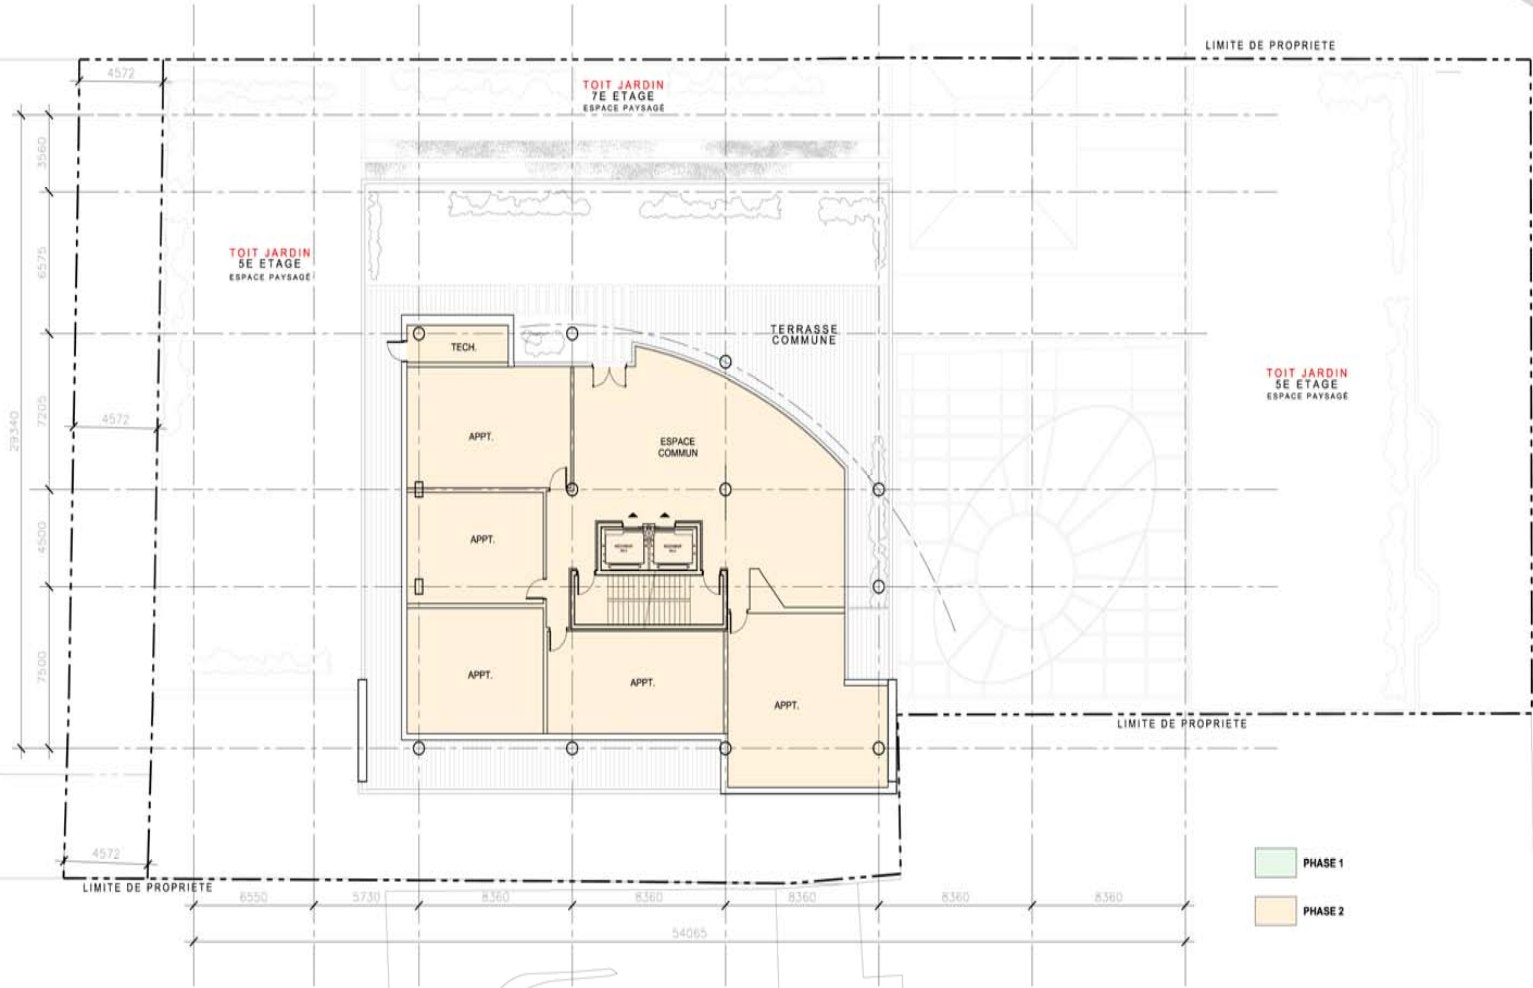 LIMITE DE PROPRIETE
4572
TOIT JARDIN
7E ETAGE
ESPACE PAYSAGÉ
3560
6575
TOIT JARDIN
5E ETAGE
ESPACE PAYSAGÉ
TERRASSE
COMMUNE
TECH.
TOIT JARDIN
5E ETAGE
ESPACE PAYSAGÉ
29340
7205
4572
APPT.
ESPACE
COMMUN
4500
APPT.
7500
APPT.
APPT.
APPT.
LIMITE DE PROPRIETE
4572
LIMITE DE PROPRIETE
6550
5730
8360
8360
8360
8360
8360
54065
PHASE 1
PHASE 2